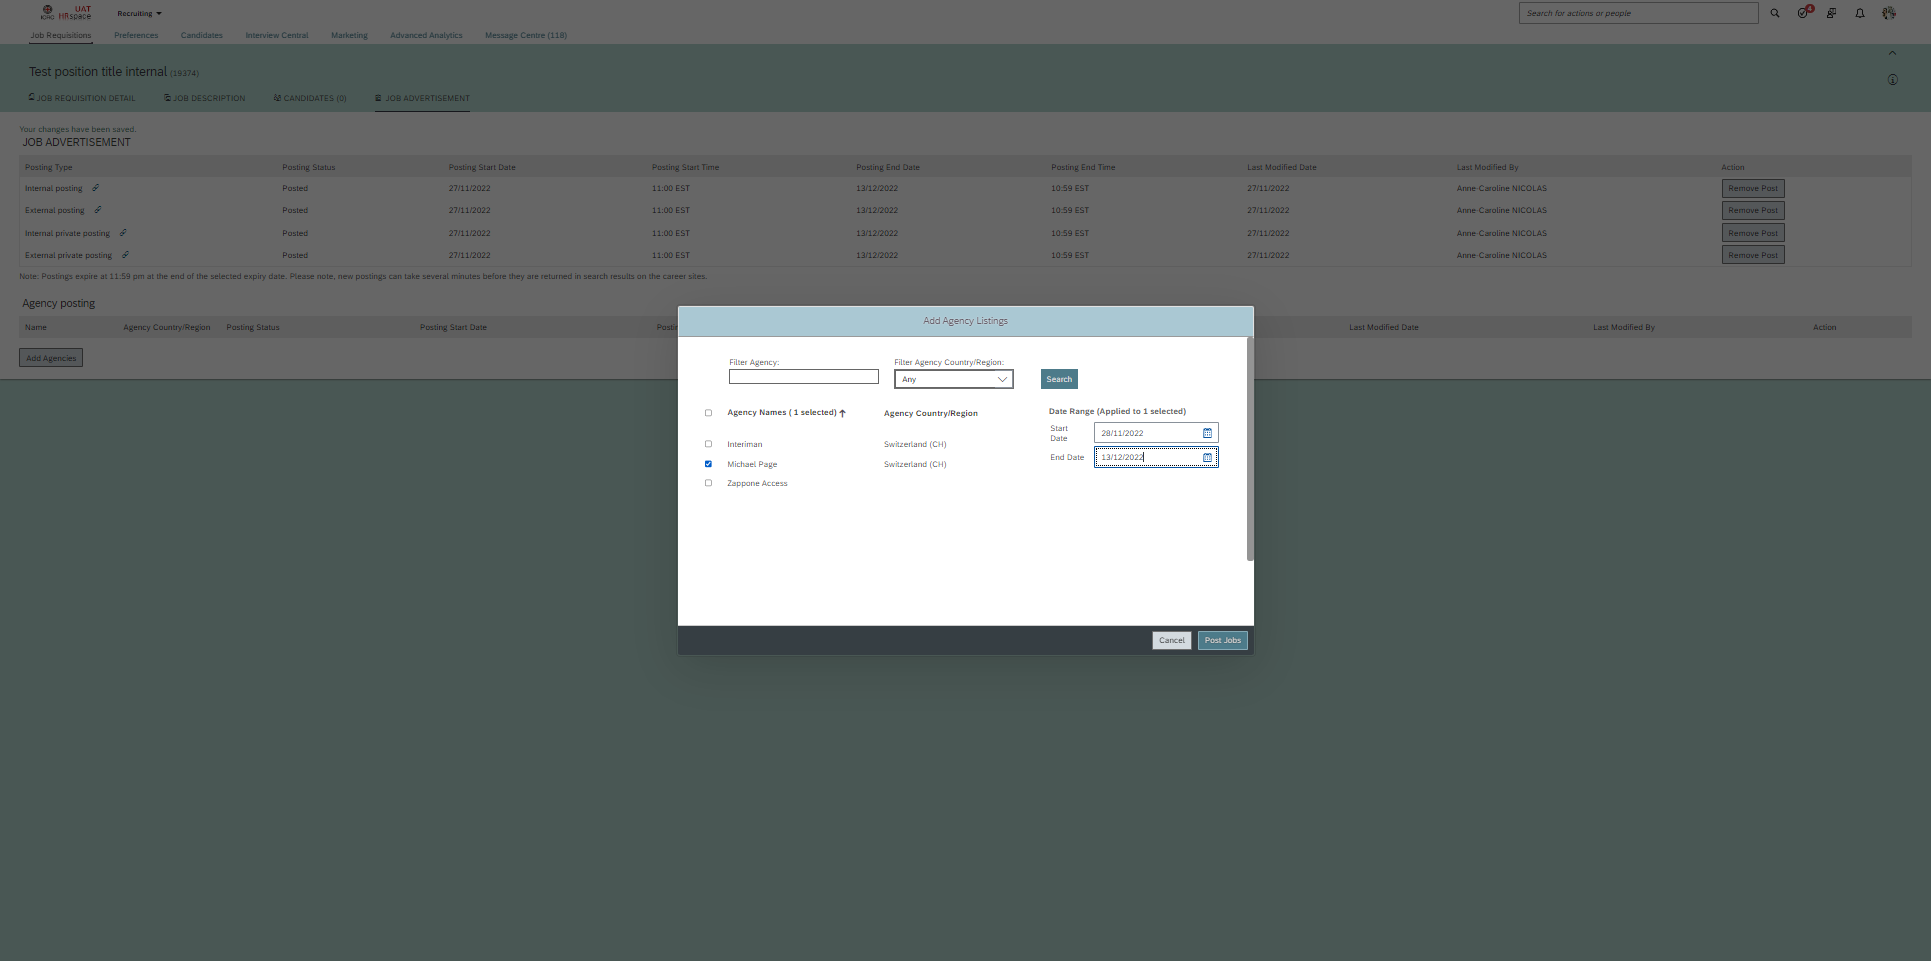 UAT
ICRC HRspace Recruiting Search for actions or people 4
Job Requisitions Preferences Candidates Interview Central Marketing Advanced Analytics Message Centre (118)
Test position title internal (19374)
JOB REQUISITION DETAIL JOB DESCRIPTION CANDIDATES (0) JOB ADVERTISEMENT
Your changes have been saved.
JOB ADVERTISEMENT
Posting Type Posting Status Posting Start Date Posting Start Time Posting End Date Posting End Time Last Modified Date Last Modified By Action
Internal posting Posted 27/11/2022 11:00 EST 13/12/2022 10:59 EST 27/11/2022 Anne-Caroline NICOLAS Remove Post
External posting Posted 27/11/2022 11:00 EST 13/12/2022 10:59 EST 27/11/2022 Anne-Caroline NICOLAS Remove Post
Internal private posting Posted 27/11/2022 11:00 EST 13/12/2022 10:59 EST 27/11/2022 Anne-Caroline NICOLAS Remove Post
External private posting Posted 27/11/2022 11:00 EST 13/12/2022 10:59 EST 27/11/2022 Anne-Caroline NICOLAS Remove Post
Note: Postings expire at 11:59 pm at the end of the selected expiry date. Please note, new postings can take several minutes before they are returned in search results on the career sites.
Agency posting
Name Agency Country/Region Posting Status Posting Start Date Postin Last Modified Date Last Modified By Action
Add Agencies
Add Agency Listings
Filter Agency: Filter Agency Country/Region:
Any Search
Agency Names ( 1 selected) Agency Country/Region Date Range (Applied to 1 selected)
Start Date 28/11/2022
Interiman Switzerland (CH)
End Date 13/12/2022
Michael Page Switzerland (CH)
Zappone Access
Cancel Post Jobs